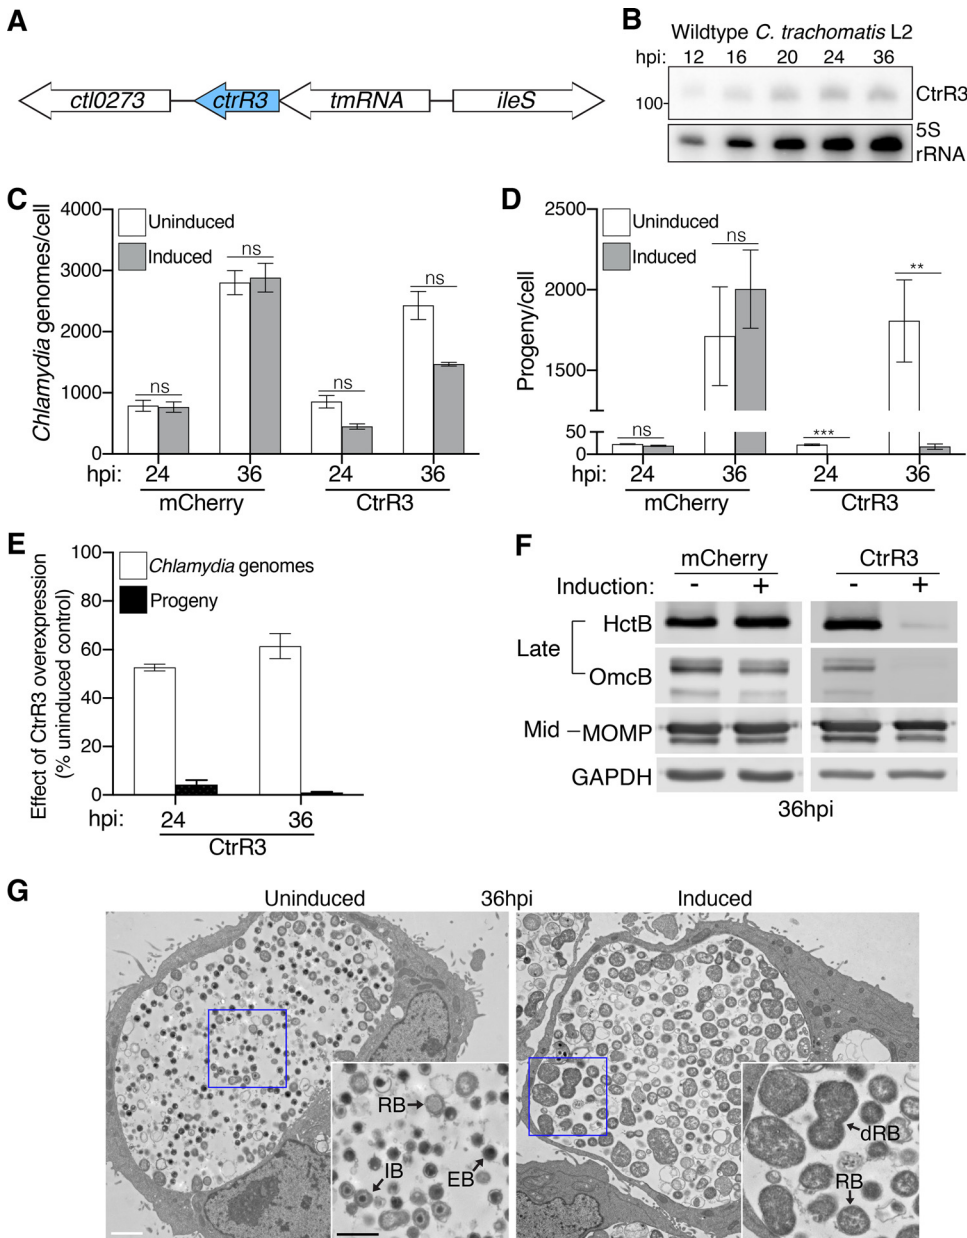 A
ctl0273
ctrR3
tmRNA
ileS
B
Wildtype C. trachomatis L2
hpi: 12 16 20 24 36
100
CtrR3
5S
rRNA
C
Chlamydia genomes/cell
4000
3000
2000
1000
0
Uninduced
Induced
ns
ns
ns
ns
hpi: 24 36 24 36
mCherry CtrR3
D
Progeny/cell
2500
2000
1500
50
0
Uninduced
Induced
ns
ns
***
**
hpi: 24 36 24 36
mCherry CtrR3
E
Effect of CtrR3 overexpression
(% uninduced control)
100
80
60
40
20
0
Chlamydia genomes
Progeny
hpi: 24 36
CtrR3
F
mCherry CtrR3
Induction: - + - +
Late
HctB
OmcB
Mid
MOMP
GAPDH
36hpi
G
Uninduced 36hpi Induced
RB
IB
EB
dRB
RB